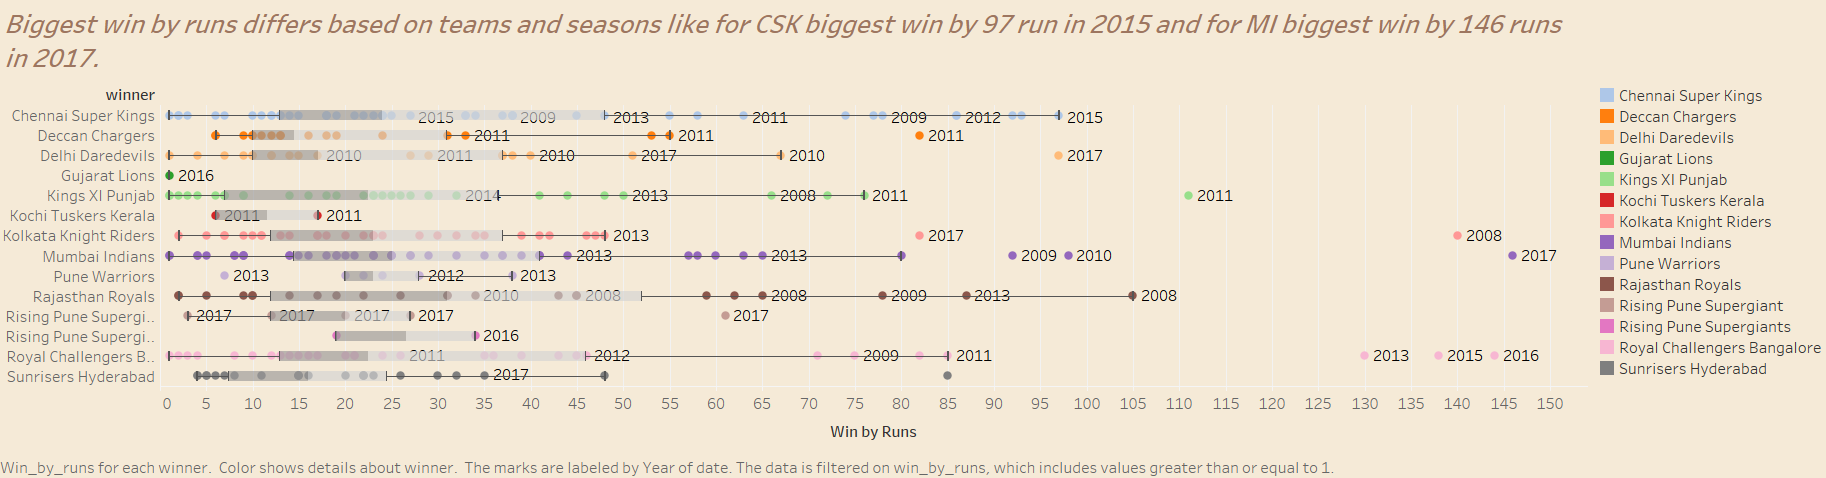 Biggest win by runs differs based on teams and seasons like for CSK biggest win by 97 run in 2015 and for MI biggest win by 146 runs
in 2017.
winner
Chennai Super Kings 2015 2009 2013 2011 2009 2012 2015 Chennai Super Kings
Deccan Chargers 2011 2011 2011 Deccan Chargers
Delhi Daredevils 2010 2011 2010 2017 2010 2017 Delhi Daredevils
Gujarat Lions 2016 Gujarat Lions
Kings XI Punjab 2014 2013 2008 2011 2011 Kings XI Punjab
Kochi Tuskers Kerala 2011 2011 Kochi Tuskers Kerala
Kolkata Knight Riders 2013 2017 2008 Kolkata Knight Riders
Mumbai Indians 2013 2013 2009 2010 2017 Mumbai Indians
Pune Warriors 2013 2012 2013 Pune Warriors
Rajasthan Royals 2010 2008 2008 2009 2013 2008 Rajasthan Royals
Rising Pune Supergi.. 2017 2017 2017 2017 2017 Rising Pune Supergiant
Rising Pune Supergi.. 2016 Rising Pune Supergiants
Royal Challengers B.. 2011 2012 2009 2011 2013 2015 2016 Royal Challengers Bangalore
Sunrisers Hyderabad 2017 Sunrisers Hyderabad
0 5 10 15 20 25 30 35 40 45 50 55 60 65 70 75 80 85 90 95 100 105 110 115 120 125 130 135 140 145 150
Win by Runs
Win_by_runs for each winner. Color shows details about winner. The marks are labeled by Year of date. The data is filtered on win_by_runs, which includes values greater than or equal to 1.